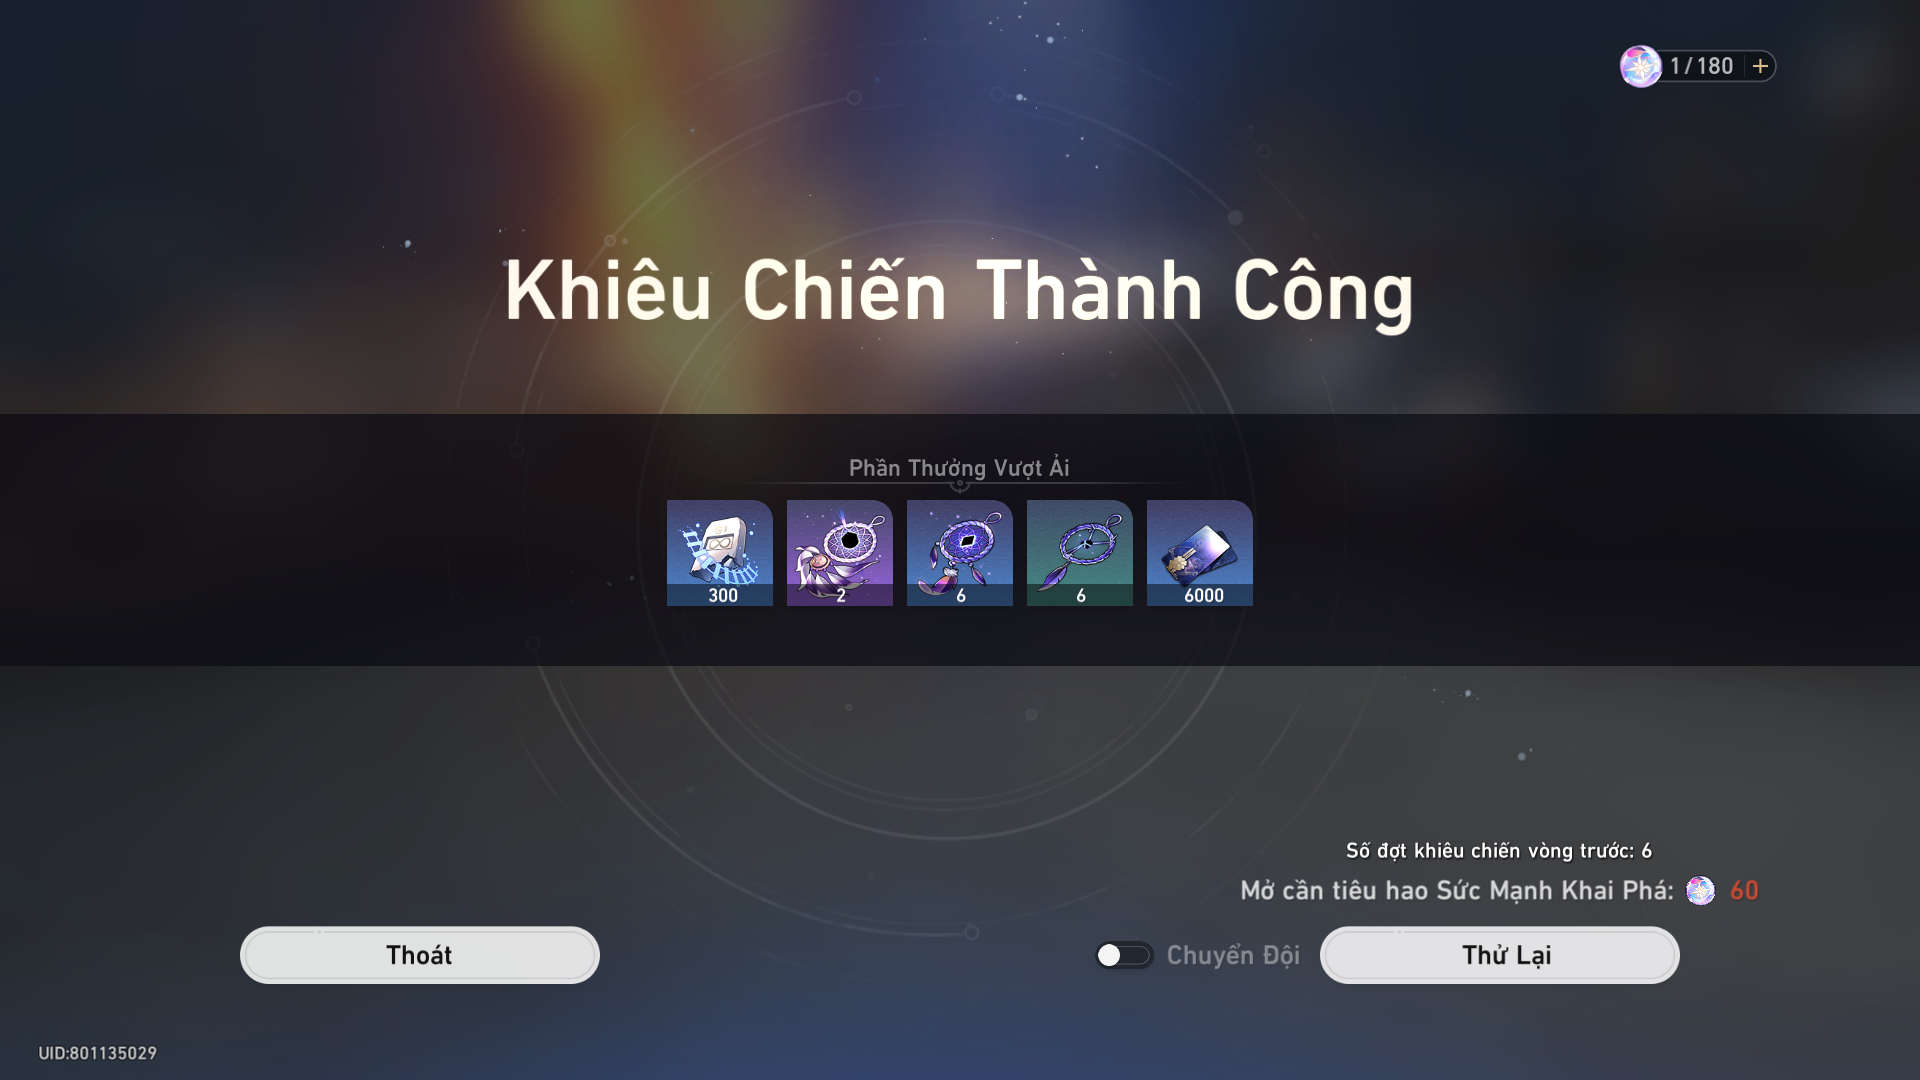 1/180
Khiêu Chiến Thành Công
Phần Thưởng Vượt Ải
300 2 6 6 6000
Số đợt khiêu chiến vòng trước: 6
Mở cần tiêu hao Sức Mạnh Khai Phá: 60
Thoát Chuyển Đội Thử Lại
UID:801135029